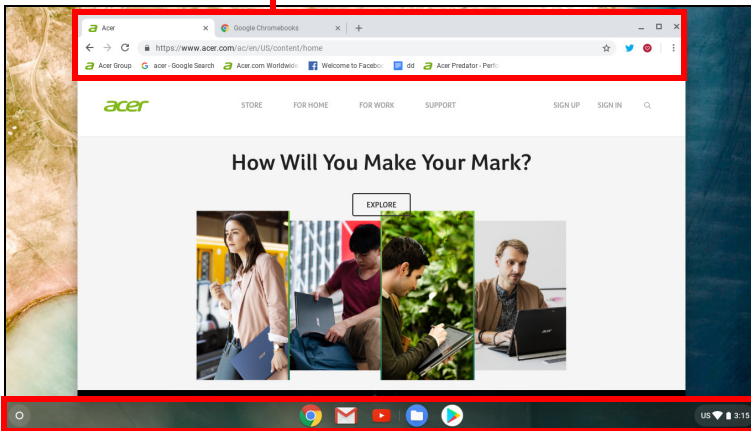 Acer Google Chromebooks
https://www.acer.com/ac/en/US/content/home
Acer Group acer - Google Search Acer.com Worldwide Welcome to Faceboo dd Acer Predator - Perfo
acer STORE FOR HOME FOR WORK SUPPORT SIGN UP SIGN IN
How Will You Make Your Mark?
EXPLORE
US 3:15